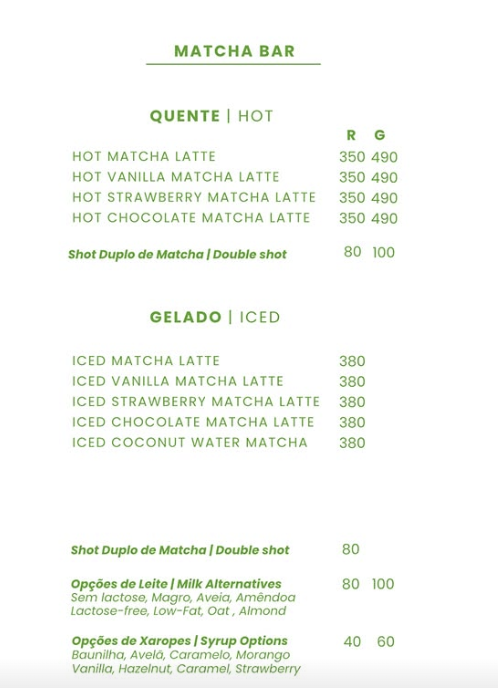 MATCHA BAR
QUENTE | HOT
R G
HOT MATCHA LATTE 350 490
HOT VANILLA MATCHA LATTE 350 490
HOT STRAWBERRY MATCHA LATTE 350 490
HOT CHOCOLATE MATCHA LATTE 350 490
Shot Duplo de Matcha | Double shot 80 100
GELADO | ICED
ICED MATCHA LATTE 380
ICED VANILLA MATCHA LATTE 380
ICED STRAWBERRY MATCHA LATTE 380
ICED CHOCOLATE MATCHA LATTE 380
ICED COCONUT WATER MATCHA 380
Shot Duplo de Matcha | Double shot 80
Opções de Leite | Milk Alternatives 80 100
Sem lactose, Magro, Aveia, Amêndoa
Lactose-free, Low-Fat, Oat , Almond
Opções de Xaropes | Syrup Options 40 60
Baunilha, Avelã, Caramelo, Morango
Vanilla, Hazelnut, Caramel, Strawberry